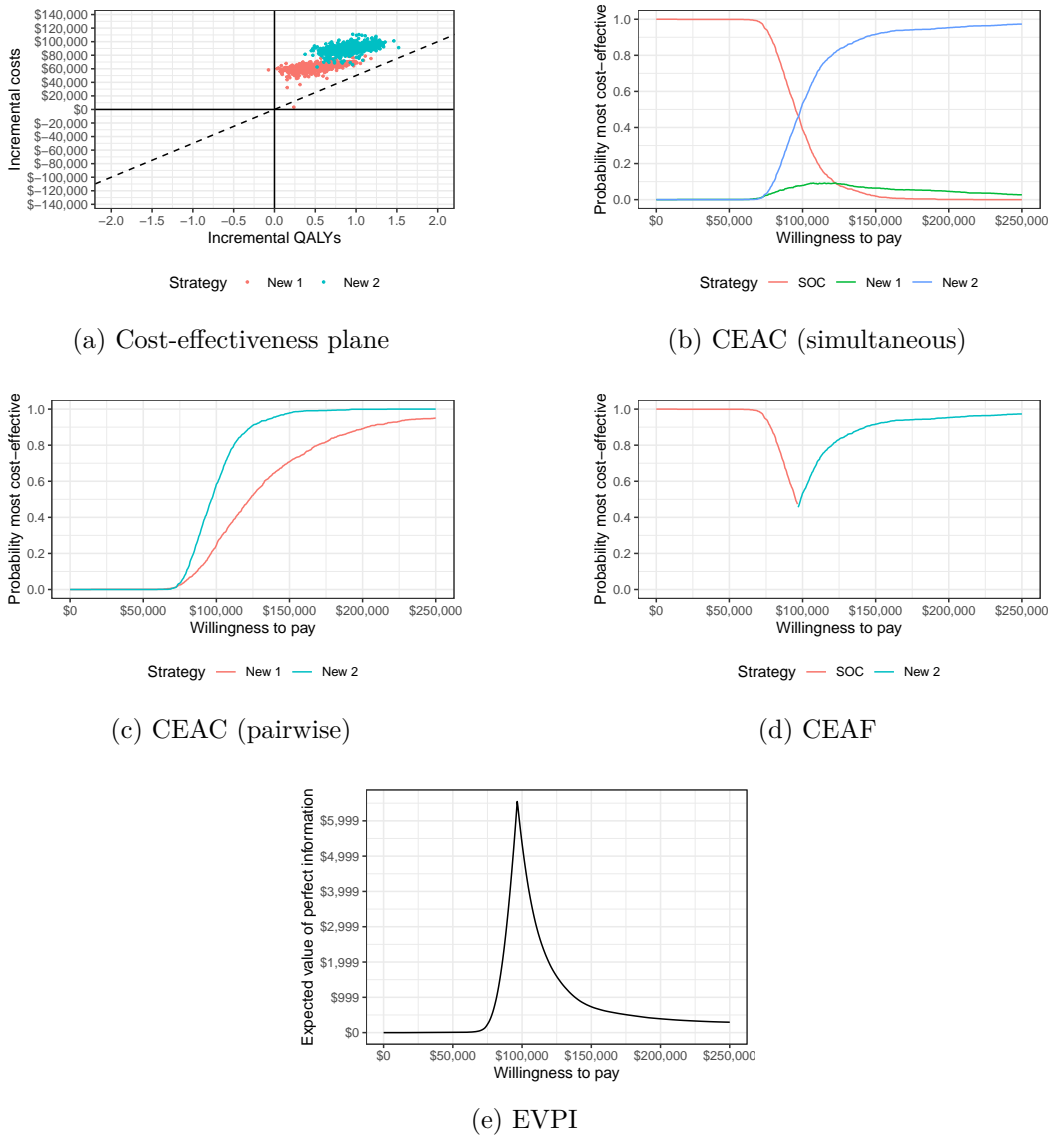 $140,000
$120,000
$100,000
$80,000
$60,000
$40,000
$20,000
$0
$−20,000
$−40,000
$−60,000
$−80,000
$−100,000
$−120,000
$−140,000
Incremental costs
−2.0 −1.5 −1.0 −0.5 0.0 0.5 1.0 1.5 2.0
Incremental QALYs
Strategy New 1 New 2
(a) Cost-effectiveness plane
1.0
0.8
0.6
0.4
0.2
0.0
Probability most cost−effective
$0 $50,000 $100,000 $150,000 $200,000 $250,000
Willingness to pay
Strategy SOC New 1 New 2
(b) CEAC (simultaneous)
1.0
0.8
0.6
0.4
0.2
0.0
Probability most cost−effective
$0 $50,000 $100,000 $150,000 $200,000 $250,000
Willingness to pay
Strategy New 1 New 2
(c) CEAC (pairwise)
1.0
0.8
0.6
0.4
0.2
0.0
Probability most cost−effective
$0 $50,000 $100,000 $150,000 $200,000 $250,000
Willingness to pay
Strategy SOC New 2
(d) CEAF
$5,999
$4,999
$3,999
$2,999
$1,999
$999
$0
Expected value of perfect information
$0 $50,000 $100,000 $150,000 $200,000 $250,000
Willingness to pay
(e) EVPI